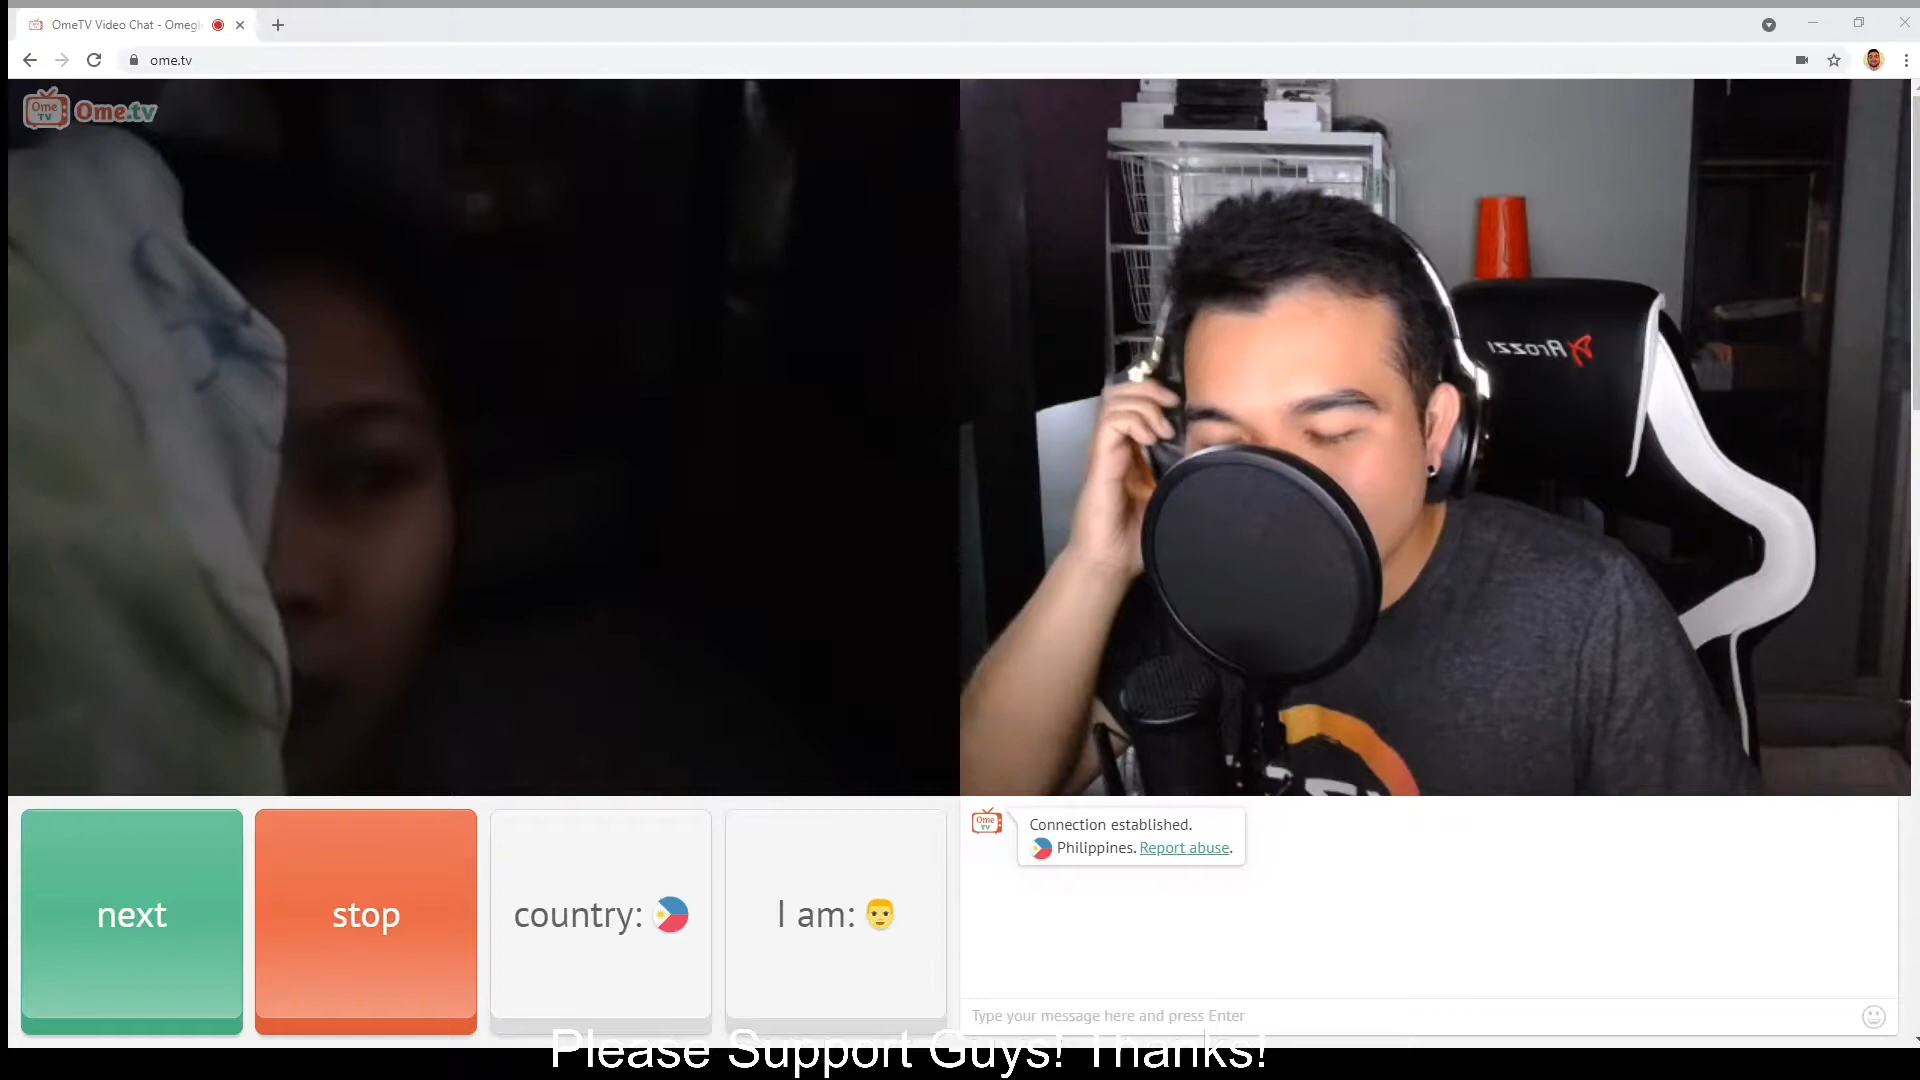 OmeTV Video Chat - Omegl
ome.tv
Ome TV Ome.tv
Arozzi
next
stop
country:
I am:
Ome TV
Connection established.
Philippines. Report abuse.
Type your message here and press Enter
Please Support Guys! Thanks!